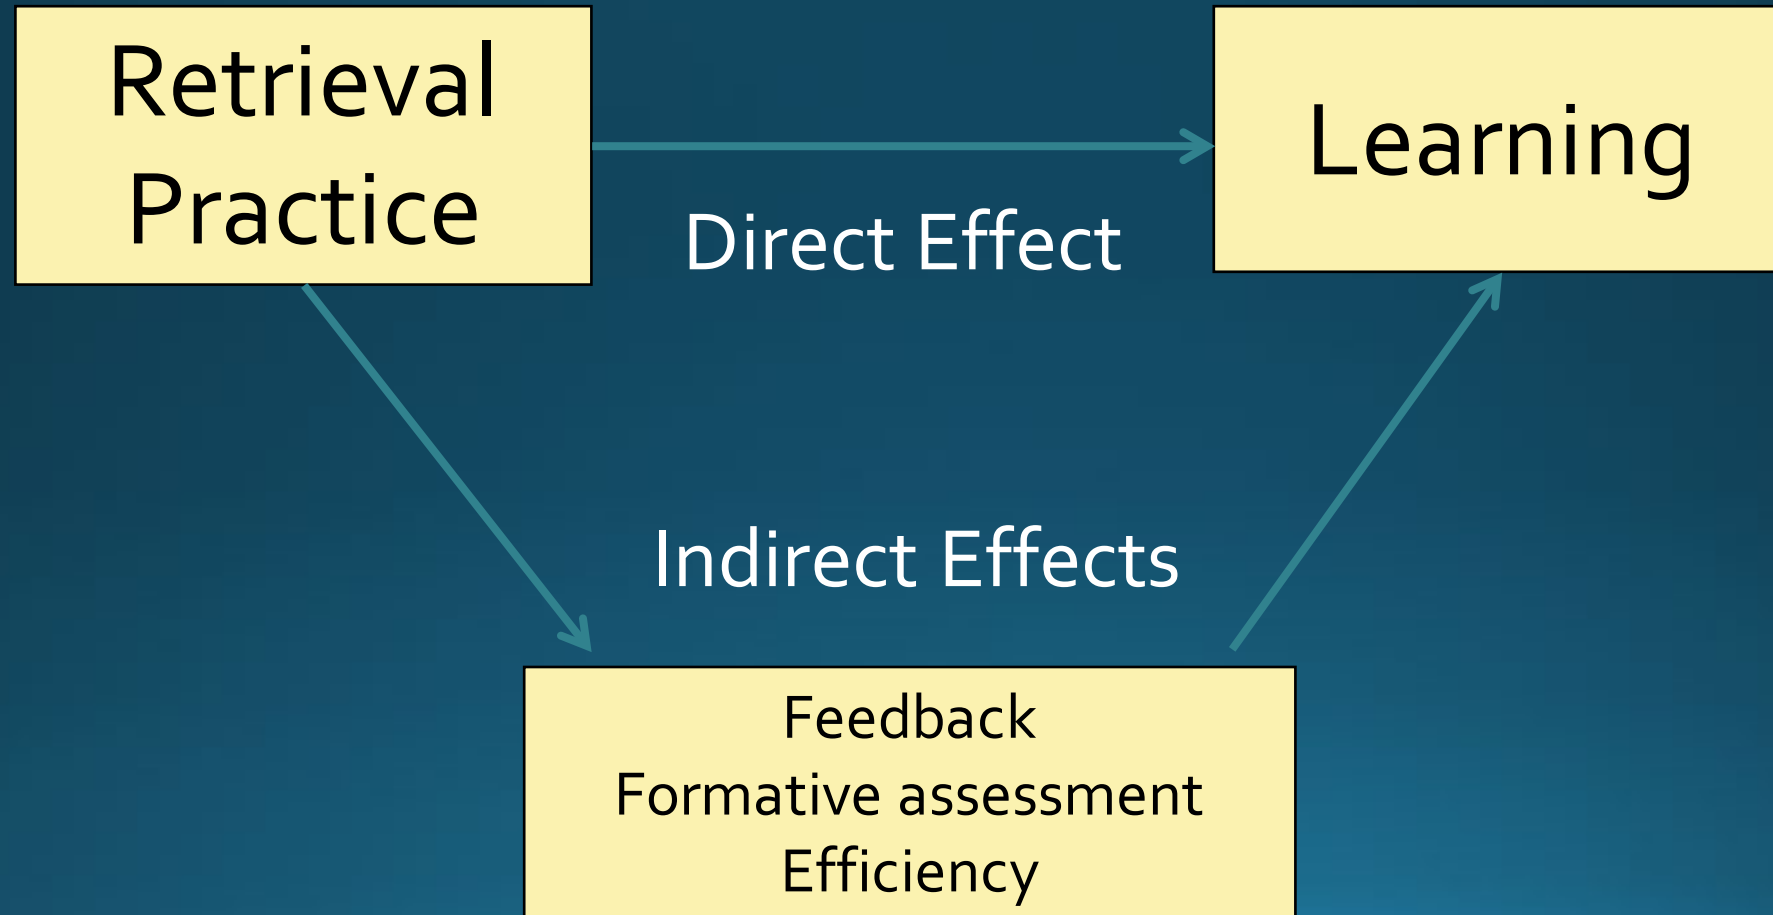 Retrieval
Practice
Learning
Direct Effect
Indirect Effects
Feedback
Formative assessment
Efficiency